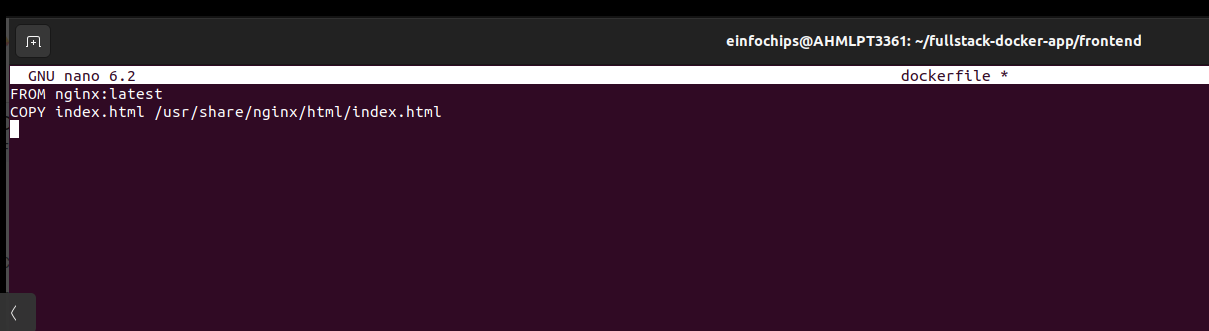 einfochips@AHMLPT3361: ~/fullstack-docker-app/frontend
GNU nano 6.2 dockerfile *
FROM nginx:latest
COPY index.html /usr/share/nginx/html/index.html